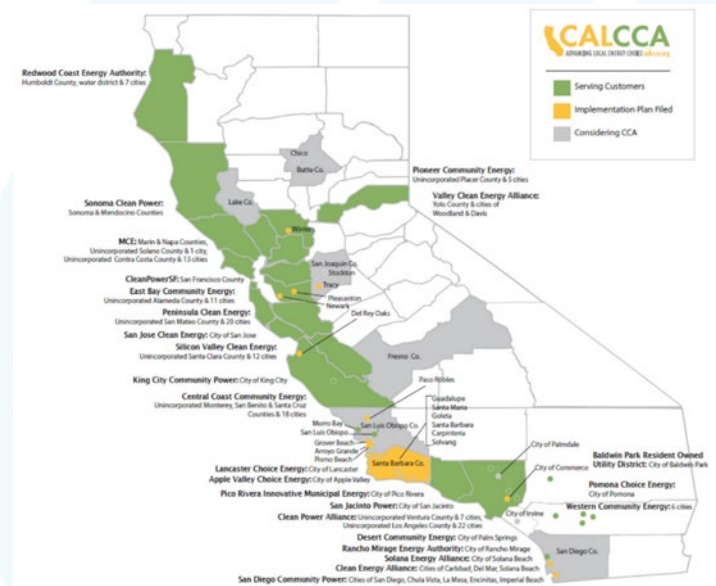 CALCCA
ADVANCING LOCAL ENERGY CHOICE
Serving Customers
Implementation Plan Filed
Considering CCA
Redwood Coast Energy Authority:
Humboldt County, water district & 7 cities
Chico
Butte Co.
Pioneer Community Energy:
Unincorporated Placer County & 5 cities
Valley Clean Energy Alliance:
Yolo County & cities of
Woodland & Davis
Lake Co.
Sonoma Clean Power:
Sonoma & Mendocino Counties
Winters
MCE: Marin & Napa Counties,
Unincorporated Solano County & 1 city,
Unincorporated Contra Costa County & 13 cities
San Joaquin Co.
Stockton
Tracy
CleanPowerSF: San Francisco County
Pleasanton
Newark
East Bay Community Energy:
Unincorporated Alameda County & 11 cities
Del Rey Oaks
Peninsula Clean Energy:
Unincorporated San Mateo County & 20 cities
San Jose Clean Energy: City of San Jose
Silicon Valley Clean Energy:
Unincorporated Santa Clara County & 12 cities
Fresno Co.
King City Community Power: City of King City
Paso Robles
Central Coast Community Energy:
Unincorporated Monterey, San Benito & Santa Cruz
Counties & 18 cities
Guadalupe
Santa Maria
Goleta
Santa Barbara
Carpinteria
Solvang
Morro Bay
San Luis Obispo
San Luis Obispo Co.
Grover Beach
Arroyo Grande
Pismo Beach
City of Palmdale
Baldwin Park Resident Owned
Utility District: City of Baldwin Park
Santa Barbara Co.
City of Commerce
Lancaster Choice Energy: City of Lancaster
Apple Valley Choice Energy: City of Apple Valley
Pomona Choice Energy:
City of Pomona
Pico Rivera Innovative Municipal Energy: City of Pico Rivera
Western Community Energy: 6 cities
San Jacinto Power: City of San Jacinto
City of Irvine
Clean Power Alliance: Unincorporated Ventura County & 7 cities,
Unincorporated Los Angeles County & 22 cities
Desert Community Energy: City of Palm Springs
Rancho Mirage Energy Authority: City of Rancho Mirage
San Diego Co.
Solana Energy Alliance: City of Solana Beach
Clean Energy Alliance: Cities of Carlsbad, Del Mar, Solana Beach
San Diego Community Power: Cities of San Diego, Chula Vista, La Mesa, Encinitas, Imperial Beach